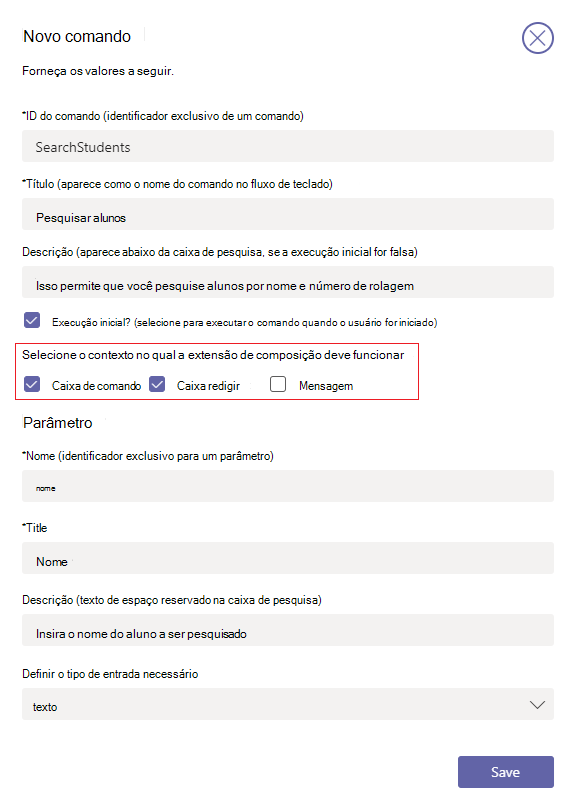 Novo comando
Forneça os valores a seguir.
*ID do comando (identificador exclusivo de um comando)
SearchStudents
*Título (aparece como o nome do comando no fluxo de teclado)
Pesquisar alunos
Descrição (aparece abaixo da caixa de pesquisa, se a execução inicial for falsa)
Isso permite que você pesquise alunos por nome e número de rolagem
Execução inicial? (selecione para executar o comando quando o usuário for iniciado)
Selecione o contexto no qual a extensão de composição deve funcionar
Caixa de comando Caixa redigir Mensagem
Parâmetro
*Nome (identificador exclusivo para um parâmetro)
nome
*Title
Nome
Descrição (texto de espaço reservado na caixa de pesquisa)
Insira o nome do aluno a ser pesquisado
Definir o tipo de entrada necessário
texto
Save